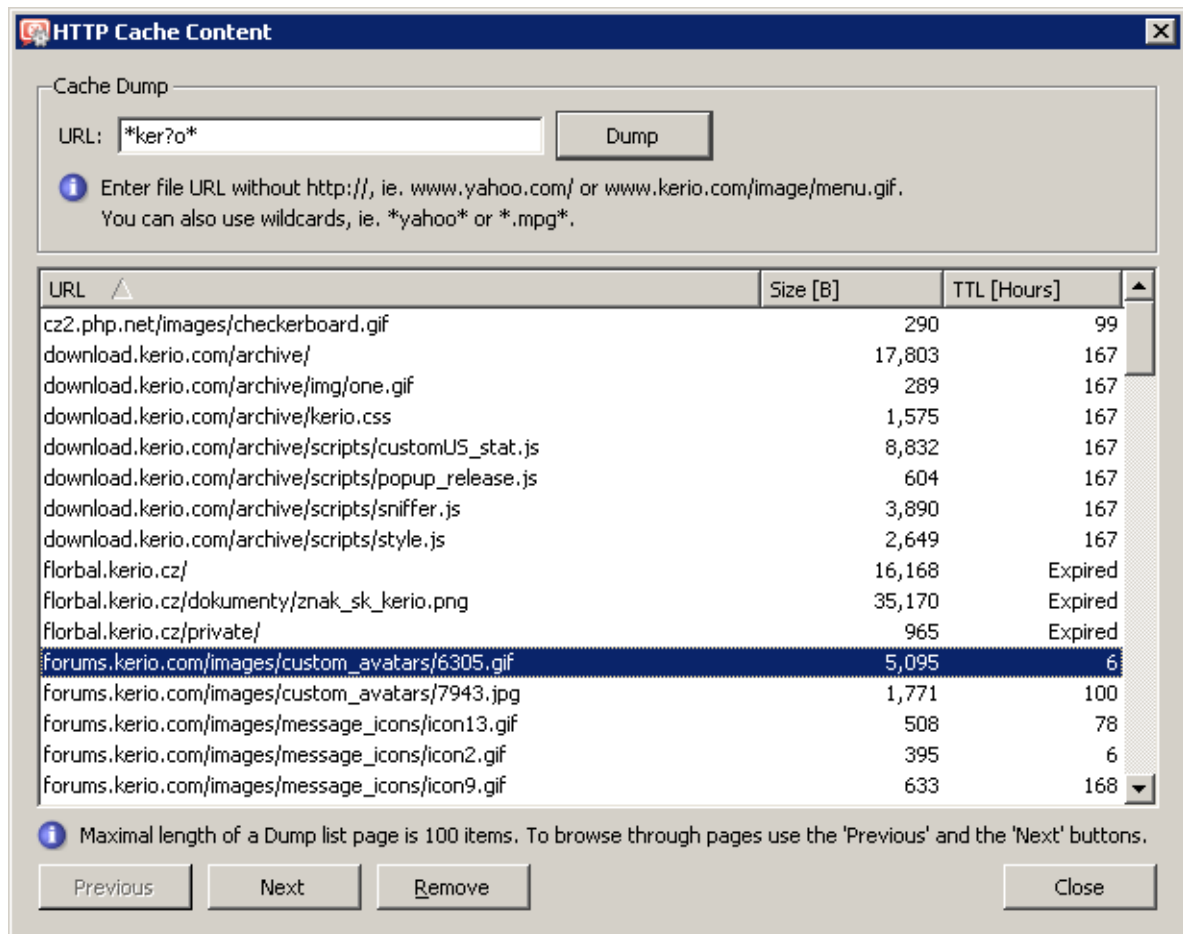 HTTP Cache Content
Cache Dump
URL: *ker?o* Dump
Enter file URL without http://, ie. www.yahoo.com/ or www.kerio.com/image/menu.gif.
You can also use wildcards, ie. *yahoo* or *.mpg*.
URL Size [B] TTL [Hours]
cz2.php.net/images/checkerboard.gif 290 99
download.kerio.com/archive/ 17,803 167
download.kerio.com/archive/img/one.gif 289 167
download.kerio.com/archive/kerio.css 1,575 167
download.kerio.com/archive/scripts/customUS_stat.js 8,832 167
download.kerio.com/archive/scripts/popup_release.js 604 167
download.kerio.com/archive/scripts/sniffer.js 3,890 167
download.kerio.com/archive/scripts/style.js 2,649 167
florbal.kerio.cz/ 16,168 Expired
florbal.kerio.cz/dokumenty/znak_sk_kerio.png 35,170 Expired
florbal.kerio.cz/private/ 965 Expired
forums.kerio.com/images/custom_avatars/6305.gif 5,095 6
forums.kerio.com/images/custom_avatars/7943.jpg 1,771 100
forums.kerio.com/images/message_icons/icon13.gif 508 78
forums.kerio.com/images/message_icons/icon2.gif 395 6
forums.kerio.com/images/message_icons/icon9.gif 633 168
Maximal length of a Dump list page is 100 items. To browse through pages use the 'Previous' and the 'Next' buttons.
Previous Next Remove Close